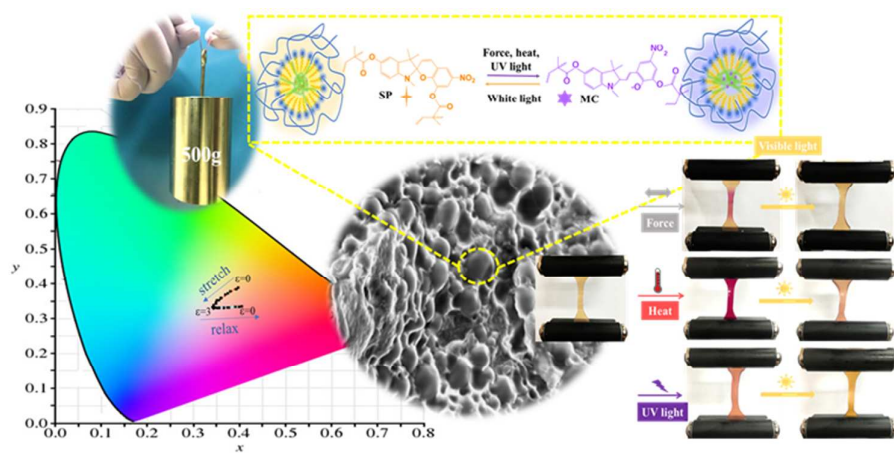 500g
SP
Force, heat,
UV light
White light
MC
NO₂
NO₂
Visible light
Force
Heat
UV light
0.9
0.8
0.7
0.6
0.5
0.4
0.3
0.2
0.1
0.0
y
stretch
ε=0
ε=3
ε=0
relax
0.0 0.1 0.2 0.3 0.4 0.5 0.6 0.7 0.8
x